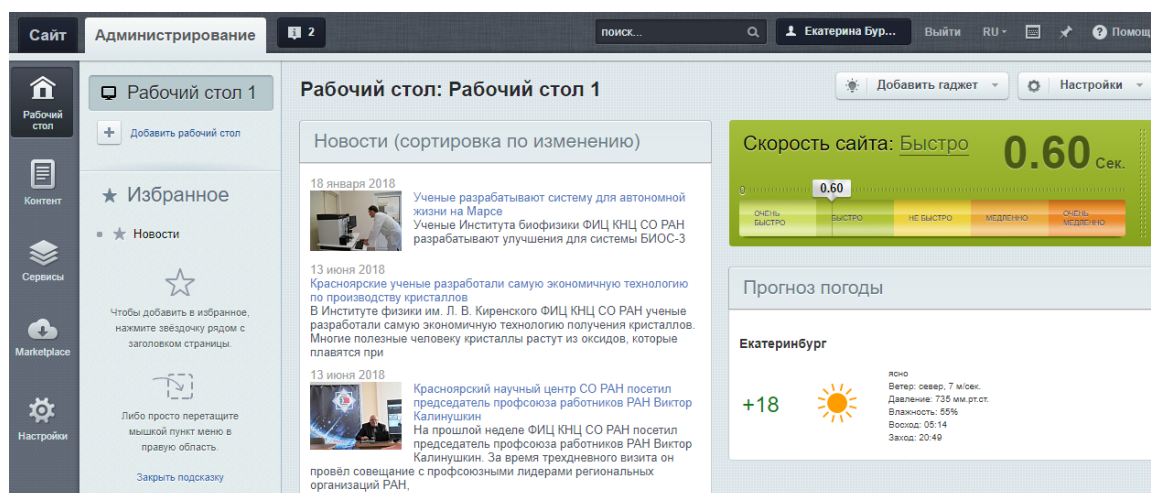 Сайт
Администрирование
2
поиск...
Екатерина Бур...
Выйти
RU
Помощ
Рабочий
стол
Контент
Сервисы
Marketplace
Настройки
Рабочий стол 1
Добавить рабочий стол
Избранное
Новости
Чтобы добавить в избранное,
нажмите звёздочку рядом с
заголовком страницы.
Либо просто перетащите
мышкой пункт меню в
правую область.
Закрыть подсказку
Рабочий стол: Рабочий стол 1
Добавить гаджет
Настройки
Новости (сортировка по изменению)
18 января 2018
Ученые разрабатывают систему для автономной
жизни на Марсе
Ученые Института биофизики ФИЦ КНЦ СО РАН
разрабатывают улучшения для системы БИОС-3
13 июня 2018
Красноярские ученые разработали самую экономичную технологию
по производству кристаллов
В Институте физики им. Л. В. Киренского ФИЦ КНЦ СО РАН ученые
разработали самую экономичную технологию получения кристаллов.
Многие полезные человеку кристаллы растут из оксидов, которые
плавятся при
13 июня 2018
Красноярский научный центр СО РАН посетил
председатель профсоюза работников РАН Виктор
Калинушкин
На прошлой неделе ФИЦ КНЦ СО РАН посетил
председатель профсоюза работников РАН Виктор
Калинушкин. За время трехдневного визита он
провёл совещание с профсоюзными лидерами региональных
организаций РАН,
Скорость сайта: Быстро
0.60 Сек.
0
0.60
ОЧЕНЬ
БЫСТРО
БЫСТРО
НЕ БЫСТРО
МЕДЛЕННО
ОЧЕНЬ
МЕДЛЕННО
Прогноз погоды
Екатеринбург
+18
ясно
Ветер: север, 7 м/сек.
Давление: 735 мм.рт.ст.
Влажность: 55%
Восход: 05:14
Заход: 20:49